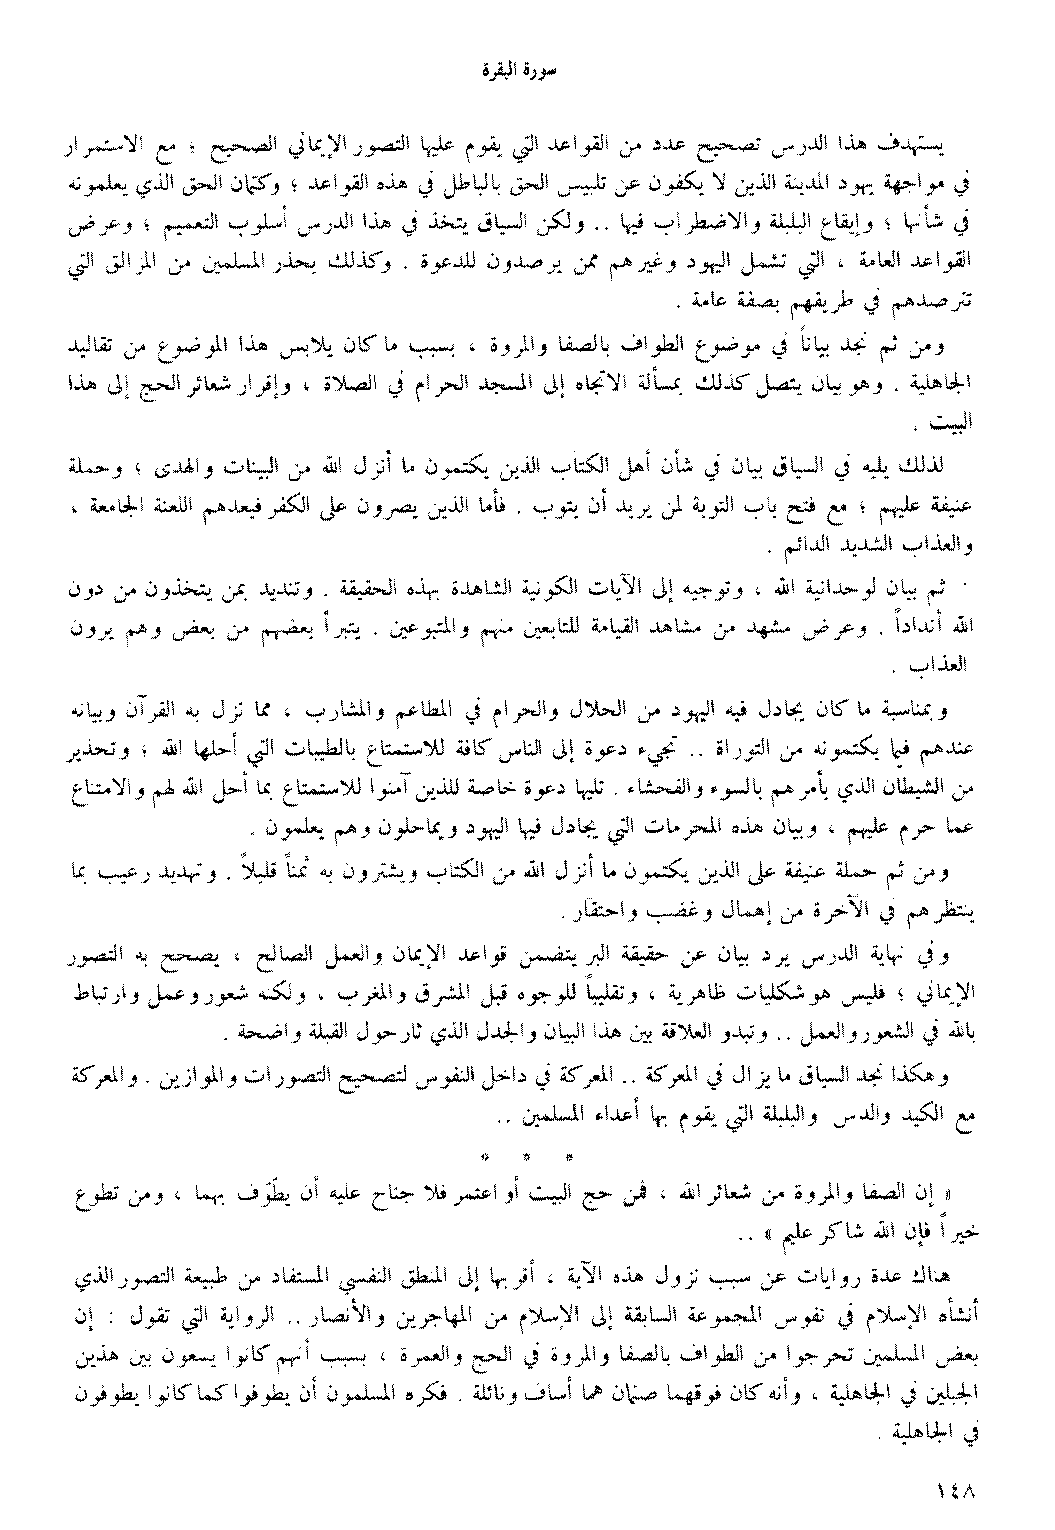 سورة البقرة
يستهدف هذا الدرس تصحيح عدد من القواعد التي يقوم عليها التصور الإيماني الصحيح ؛ مع الاستمرار
في مواجهة يهود المدينة الذين لا يكفون عن تلبيس الحق بالباطل في هذه القواعد ؛ وكتمان الحق الذي يعلمونه
في شأنها ؛ وإيقاع البلبلة والاضطراب فيها .. ولكن السياق يتخذ في هذا الدرس أسلوب التعميم ؛ وعرض
القواعد العامة ، التي تشمل اليهود وغيرهم ممن يرصدون للدعوة . وكذلك يحذر المسلمين من المزالق التي
تترصدهم في طريقهم بصفة عامة .
ومن ثم نجد بياناً في موضوع الطواف بالصفا والمروة ، بسبب ما كان يلابس هذا الموضوع من تقاليد
الجاهلية . وهو بيان يتصل كذلك بمسألة الاتجاه إلى المسجد الحرام في الصلاة ، وإقرار شعائر الحج إلى هذا
البيت .
لذلك يليه في السياق بيان في شأن أهل الكتاب الذين يكتمون ما أنزل الله من البينات والهدى ؛ وحملة
عنيفة عليهم ؛ مع فتح باب التوبة لمن يريد أن يتوب . فأما الذين يصرون على الكفر فيعدهم اللعنة الجامعة ،
والعذاب الشديد الدائم .
ثم بيان لوحدانية الله ، وتوجيه إلى الآيات الكونية الشاهدة بهذه الحقيقة . وتنديد بمن يتخذون من دون
الله أنداداً . وعرض مشهد من مشاهد القيامة للتابعين منهم والمتبوعين . يتبرأ بعضهم من بعض وهم يرون
العذاب .
وبمناسبة ما كان يجادل فيه اليهود من الحلال والحرام في المطاعم والمشارب ، مما نزل به القرآن وبيانه
عندهم فيما يكتمونه من التوراة .. تجيء دعوة إلى الناس كافة للاستمتاع بالطيبات التي أحلها الله ؛ وتحذير
من الشيطان الذي يأمرهم بالسوء والفحشاء . تليها دعوة خاصة للذين آمنوا للاستمتاع بما أحل الله لهم والامتناع
عما حرم عليهم ، وبيان هذه المحرمات التي يجادل فيها اليهود ويماحلون وهم يعلمون .
ومن ثم حملة عنيفة على الذين يكتمون ما أنزل الله من الكتاب ويشترون به ثمناً قليلاً . وتهديد رعيب بما
ينتظرهم في الآخرة من إهمال وغضب واحتقار .
وفي نهاية الدرس يرد بيان عن حقيقة البر يتضمن قواعد الإيمان والعمل الصالح ، يصحح به التصور
الإيماني ؛ فليس هو شكليات ظاهرية ، وتقليباً للوجوه قبل المشرق والمغرب ، ولكنه شعور وعمل وارتباط
بالله في الشعور والعمل .. وتبدو العلاقة بين هذا البيان والجدل الذي ثار حول القبلة واضحة .
وهكذا نجد السياق ما يزال في المعركة .. المعركة في داخل النفوس لتصحيح التصورات والموازين . والمعركة
مع الكيد والدس والبلبلة التي يقوم بها أعداء المسلمين ..
* * *
« إن الصفا والمروة من شعائر الله ، فمن حج البيت أو اعتمر فلا جناح عليه أن يطّوف بهما ، ومن تطوع
خيراً فإن الله شاكر عليم » ..
هناك عدة روايات عن سبب نزول هذه الآية ، أقربها إلى المنطق النفسي المستفاد من طبيعة التصور الذي
أنشأه الإسلام في نفوس المجموعة السابقة إلى الإسلام من المهاجرين والأنصار .. الرواية التي تقول : إن
بعض المسلمين تحرجوا من الطواف بالصفا والمروة في الحج والعمرة ، بسبب أنهم كانوا يسعون بين هذين
الجبلين في الجاهلية ، وأنه كان فوقهما صنمان هما أساف ونائلة . فكره المسلمون أن يطوفوا كما كانوا يطوفون
في الجاهلية .
١٤٨